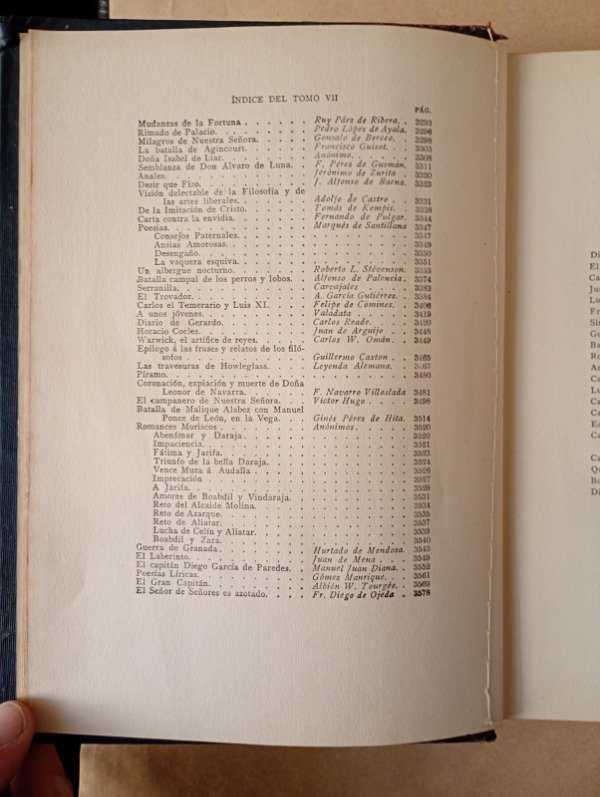 ÍNDICE DEL TOMO VII
PÁG.
Mudanzas de la Fortuna. . . . . . . Ruy Páez de Ribera. . 3293
Rimado de Palacio. . . . . . . . Pedro López de Ayala. 3296
Milagros de Nuestra Señora. . . . . . Gonzalo de Berceo. . 3298
La batalla de Agincourt. . . . . . . Francisco Guizot. . . 3303
Doña Isabel de Liar. . . . . . . . Anónimo. . . . . 3308
Semblanza de Don Alvaro de Luna. . . . F. Pérez de Guzmán. 3311
Anales. . . . . . . . . . . Jerónimo de Zurita . . 3320
Dezir que Fizo. . . . . . . . . J. Alfonso de Baena. . 3323
Visión delectable de la Filosofía y de
las artes liberales. . . . . . . Adolfo de Castro . . . 3331
De la Imitación de Cristo. . . . . . . Tomás de Kempis. . . 3338
Carta contra la envidia. . . . . . . Fernando de Pulgar. . 3344
Poesías. . . . . . . . . . . Marqués de Santillana 3347
Consejos Paternales. . . . . . . . . . . . . 3347
Ansias Amorosas. . . . . . . . . . . . . . 3349
Desengaño. . . . . . . . . . . . . . . 3350
La vaquera esquiva. . . . . . . . . . . . . 3351
Un albergue nocturno. . . . . . . . Roberto L. Stévenson. . 3353
Batalla campal de los perros y lobos. . . . Alfonso de Palencia. . 3374
Serranilla. . . . . . . . . . Carvajales . . . . 3383
El Trovador. . . . . . . . . . A. García Gutiérrez. . 3384
Carlos el Temerario y Luis XI. . . . . . Felipe de Comines. . . 3406
A unos jóvenes. . . . . . . . . Valadata . . . . . 3419
Diario de Gerardo. . . . . . . . . Carlos Reade. . . . 3420
Horacio Cocles. . . . . . . . . Juan de Arguijo . . . 3448
Warwick, el artífice de reyes. . . . . . Carlos W. Omán. . . 3449
Epílogo á las frases y relatos de los filó-
sofos . . . . . . . . . . Guillermo Caxton . . 3465
Las travesuras de Howleglass. . . . . . Leyenda Alemana. . . 3467
Píramo. . . . . . . . . . . . . . . . . 3480
Coronación, expiación y muerte de Doña
Leonor de Navarra. . . . . . . F. Navarro Villoslada 3481
El campanero de Nuestra Señora. . . . . Víctor Hugo . . . . 3498
Batalla de Malique Alabez con Manuel
Ponce de León, en la Vega. . . . . Ginés Pérez de Hita. . 3514
Romances Moriscos . . . . . . . . Anónimos. . . . . 3520
Abenámar y Daraja . . . . . . . . . . . . . 3520
Impaciencia. . . . . . . . . . . . . . . 3521
Fátima y Jarifa. . . . . . . . . . . . . . 3523
Triunfo de la bella Daraja. . . . . . . . . . . 3524
Vence Muza á Audalla . . . . . . . . . . . . 3526
Imprecación . . . . . . . . . . . . . . . 3527
A Jarifa. . . . . . . . . . . . . . . . 3529
Amores de Boabdil y Vindaraja. . . . . . . . . . 3531
Reto del Alcaide Molina. . . . . . . . . . . . 3534
Reto de Azarque. . . . . . . . . . . . . . 3535
Reto de Aliatar. . . . . . . . . . . . . . 3537
Lucha de Celín y Aliatar. . . . . . . . . . . . 3539
Boabdil y Zara. . . . . . . . . . . . . . 3540
Guerra de Granada. . . . . . . . . Hurtado de Mendoza. 3543
El Laberinto. . . . . . . . . . Juan de Mena . . . 3549
El capitán Diego García de Paredes. . . . Manuel Juan Diana. . 3552
Poesías Líricas. . . . . . . . . Gómez Manrique. . . 3561
El Gran Capitán. . . . . . . . . Albión W. Tourgée. . 3569
El Señor de Señores es azotado. . . . . Fr. Diego de Ojeda . 3578